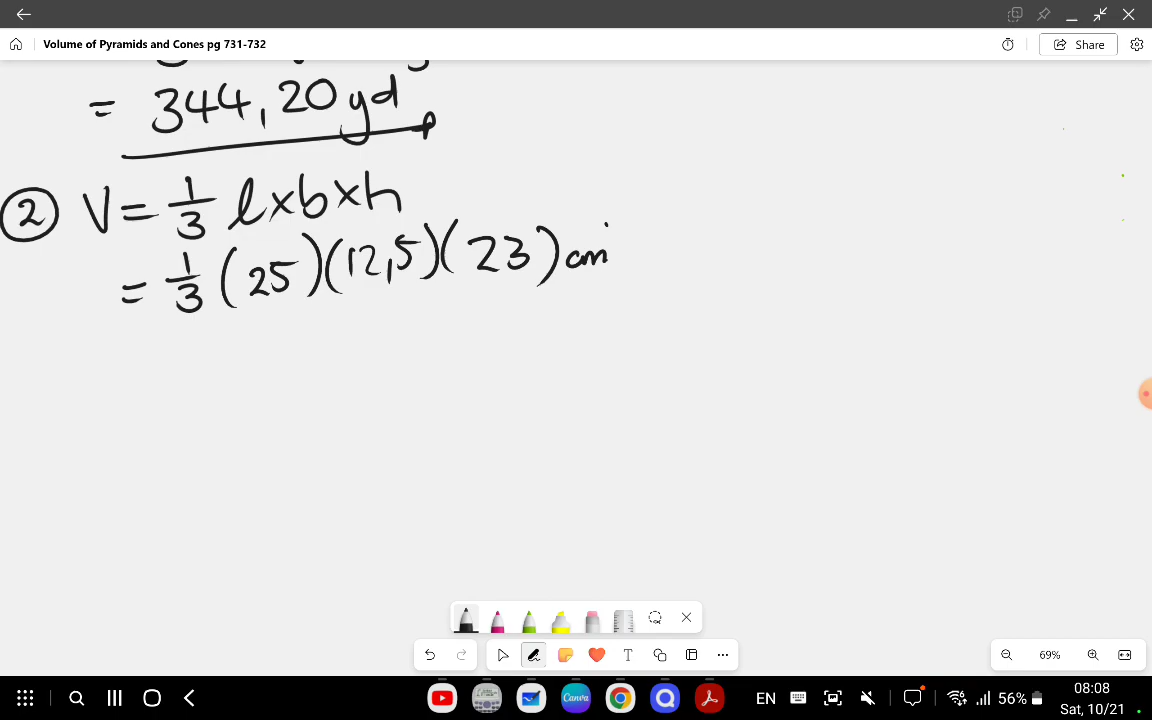 Volume of Pyramids and Cones pg 731-732
Share
= 344,20 yd
② V = 1/3 l×b×h
= 1/3 (25)(12,5)(23) cm
T
69%
Canva
EN
56%
08:08
Sat, 10/21